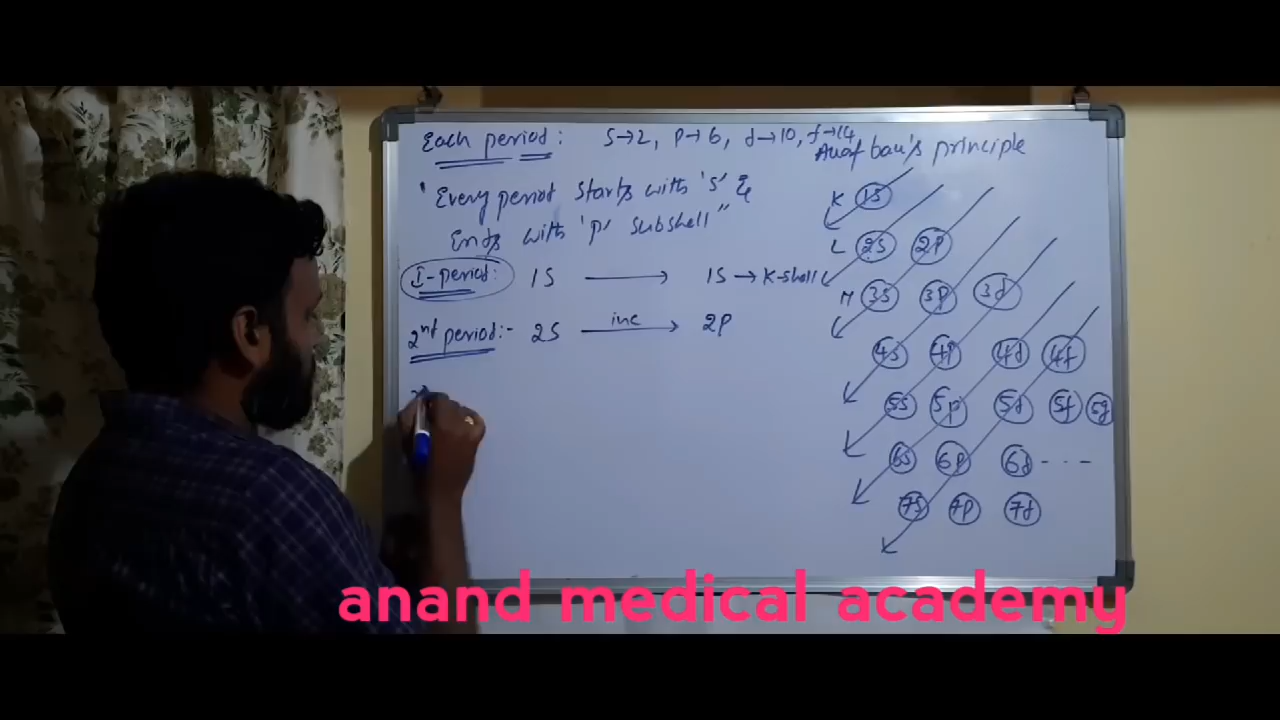 Each period: S→2, P→6, d→10, f→14
Auaf bau's principle
'Every period starts with 's' &
Ends with 'p' subshell"
I-period: 1S → 1S → K-shell
2nd period:- 2S inc → 2P
K 1S
L 2S 2P
M 3S 3P 3d
4S 4P 4d 4f
5S 5p 5d 5f 5g
6S 6p 6d - - -
7S 7p 7d
anand medical academy